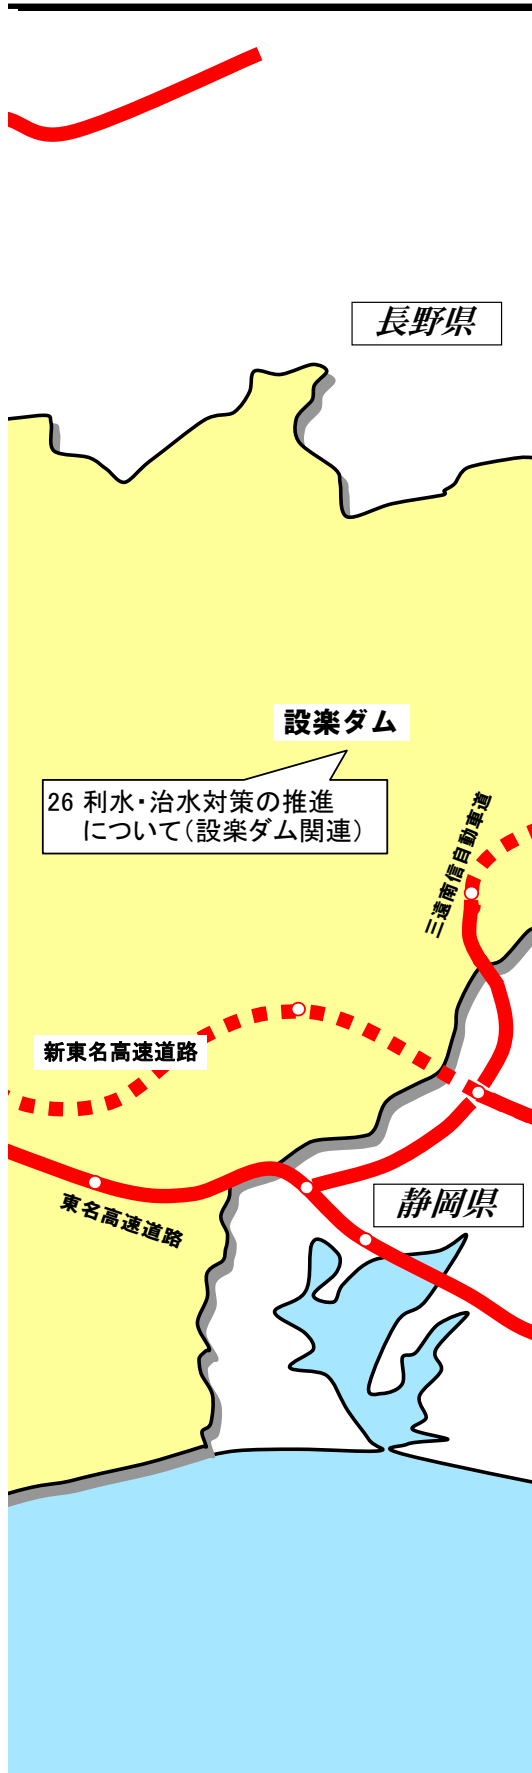 長野県
設楽ダム
26 利水・治水対策の推進
について(設楽ダム関連)
三遠南信自動車道
新東名高速道路
東名高速道路
静岡県